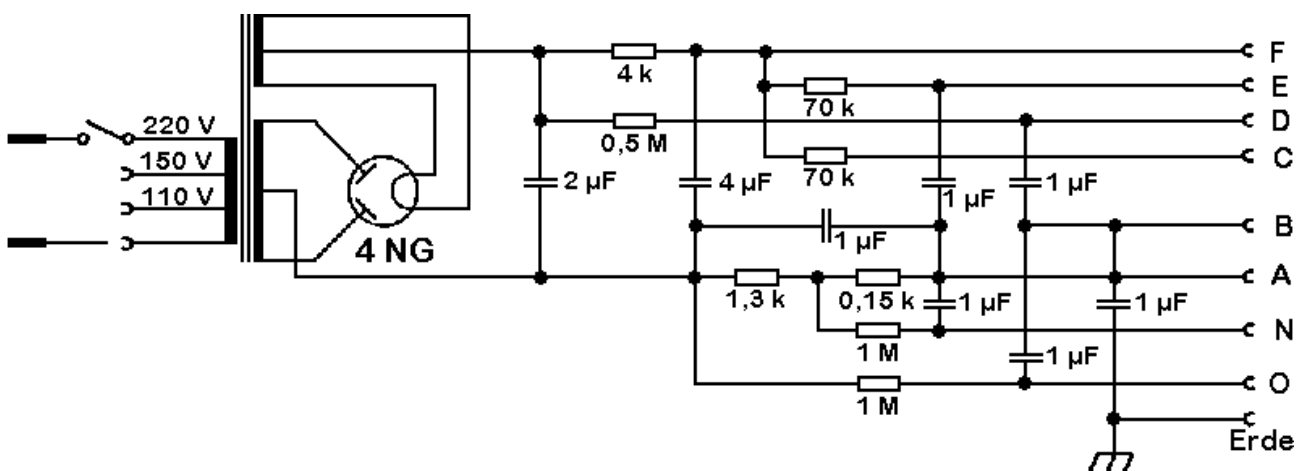 F
4 k
E
70 k
220 V
D
0,5 M
150 V
C
70 k
2 µF
4 µF
1 µF
1 µF
110 V
B
1 µF
4 NG
A
1,3 k
0,15 k
1 µF
1 µF
N
1 M
1 µF
O
1 M
Erde